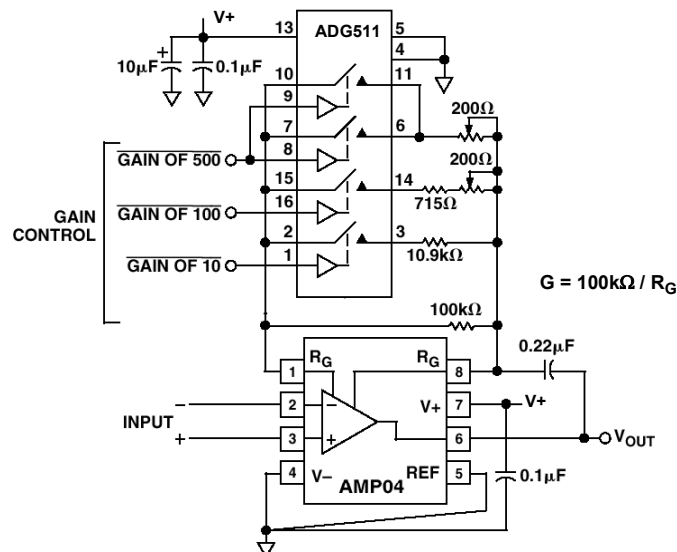 V+
13
ADG511
5
4
10µF
+
0.1µF
10
11
9
7
6
200Ω
GAIN OF 500
8
200Ω
15
14
715Ω
GAIN OF 100
16
GAIN
CONTROL
2
3
10.9kΩ
GAIN OF 10
1
G = 100kΩ / RG
100kΩ
0.22µF
1
RG
RG
8
INPUT
–
2
–
V+
7
V+
+
3
+
6
VOUT
4
V–
REF
5
0.1µF
AMP04